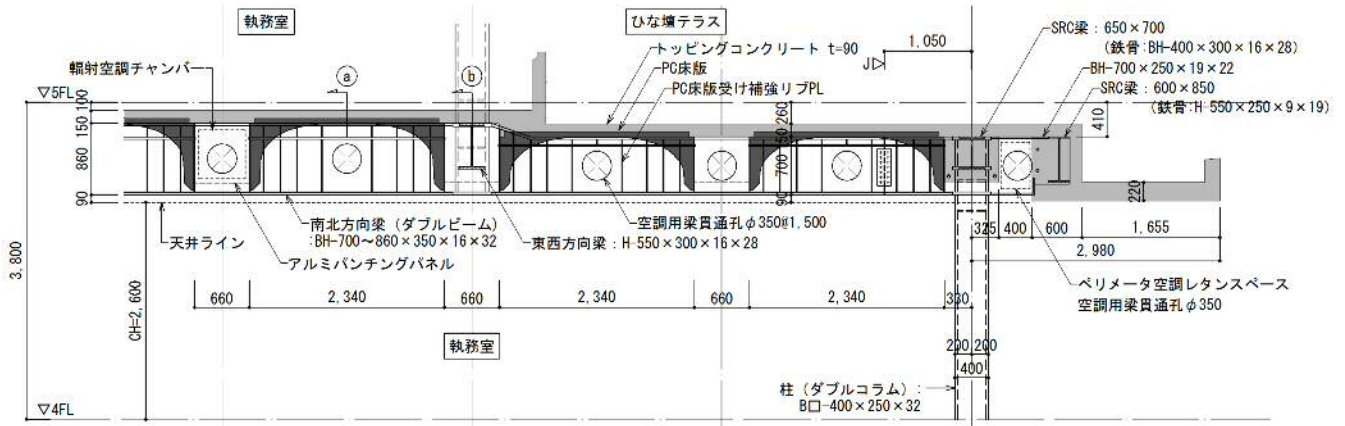 執務室
ひな壇テラス
1,050
SRC梁：650×700
(鉄骨：BH-400×300×16×28)
輻射空調チャンバー
トッピングコンクリート t=90
J
BH-700×250×19×22
a
b
PC床版
SRC梁：600×850
▽5FL
PC床版受け補強リブPL
(鉄骨：H-550×250×9×19)
100
150
860
90
260
50
700
90
410
220
南北方向梁（ダブルビーム）
:BH-700～860×350×16×32
空調用梁貫通孔φ350@1,500
325
400
600
1,655
天井ライン
東西方向梁：H-550×300×16×28
2,980
アルミパンチングパネル
3,800
CH=2,600
660
2,340
660
2,340
660
2,340
330
ペリメータ空調レタンスペース
空調用梁貫通孔φ350
執務室
200
200
400
柱（ダブルコラム）：
B□-400×250×32
▽4FL